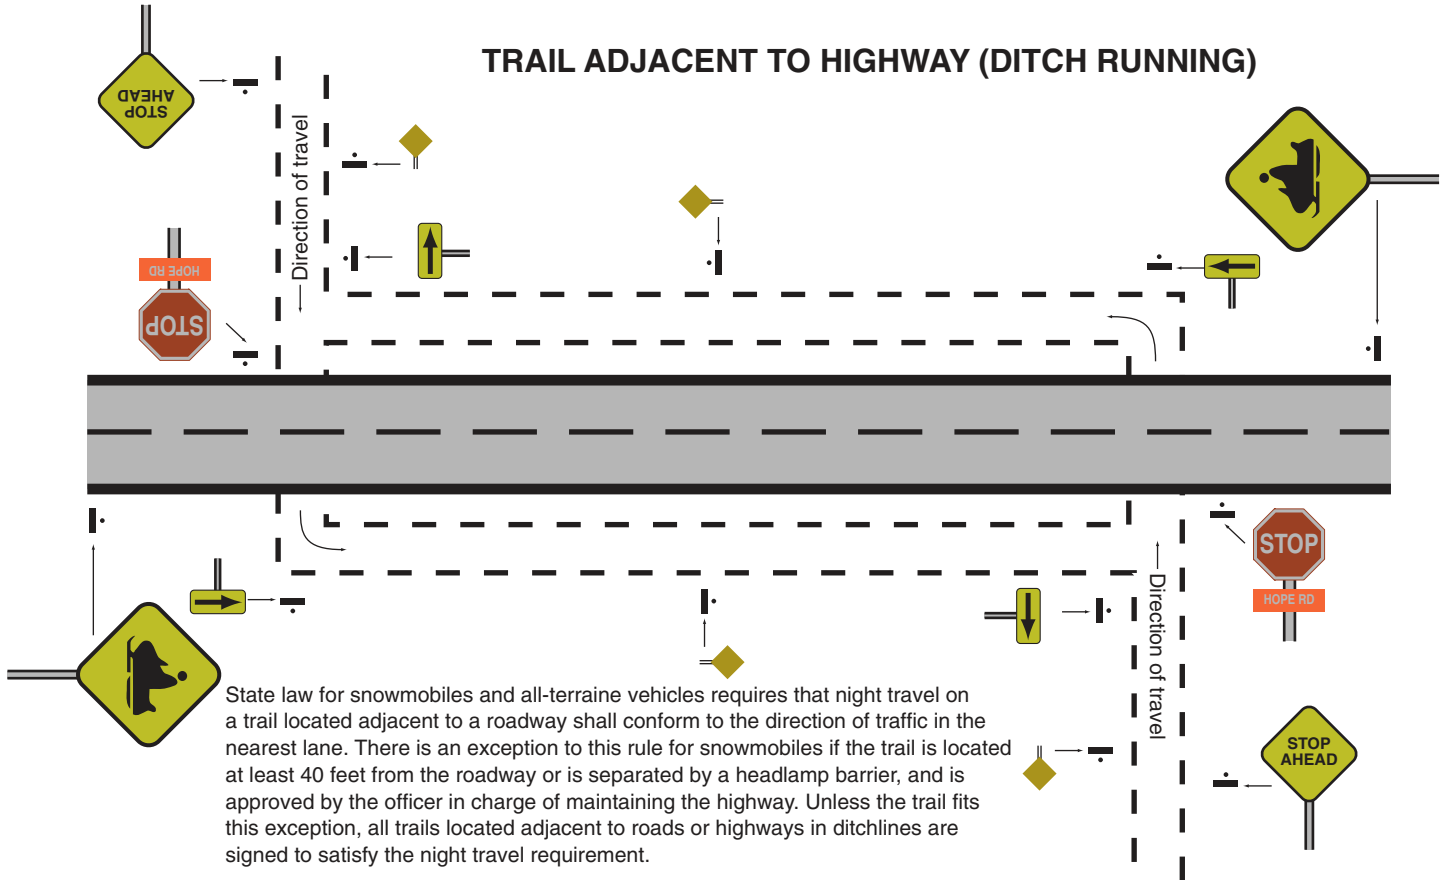 TRAIL ADJACENT TO HIGHWAY (DITCH RUNNING)
STOP
AHEAD
Direction of travel
HOPE RD
STOP
STOP
HOPE RD
Direction of travel
STOP
AHEAD
State law for snowmobiles and all-terraine vehicles requires that night travel on
a trail located adjacent to a roadway shall conform to the direction of traffic in the
nearest lane. There is an exception to this rule for snowmobiles if the trail is located
at least 40 feet from the roadway or is separated by a headlamp barrier, and is
approved by the officer in charge of maintaining the highway. Unless the trail fits
this exception, all trails located adjacent to roads or highways in ditchlines are
signed to satisfy the night travel requirement.